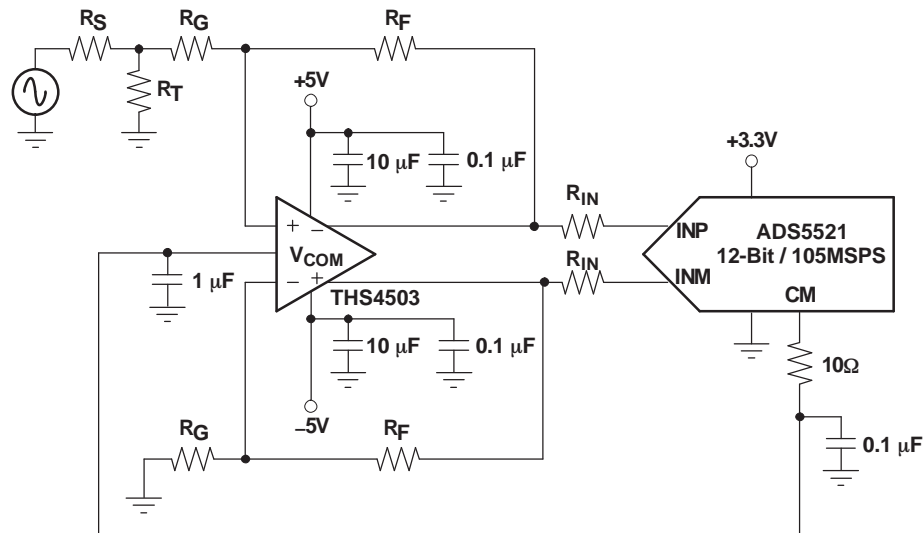 RS
RG
RF
RT
+5V
10 μF
0.1 μF
+3.3V
RIN
INP
ADS5521
12-Bit / 105MSPS
+
−
VCOM
1 μF
−
+
THS4503
RIN
INM
CM
10 μF
0.1 μF
10Ω
−5V
RG
RF
0.1 μF